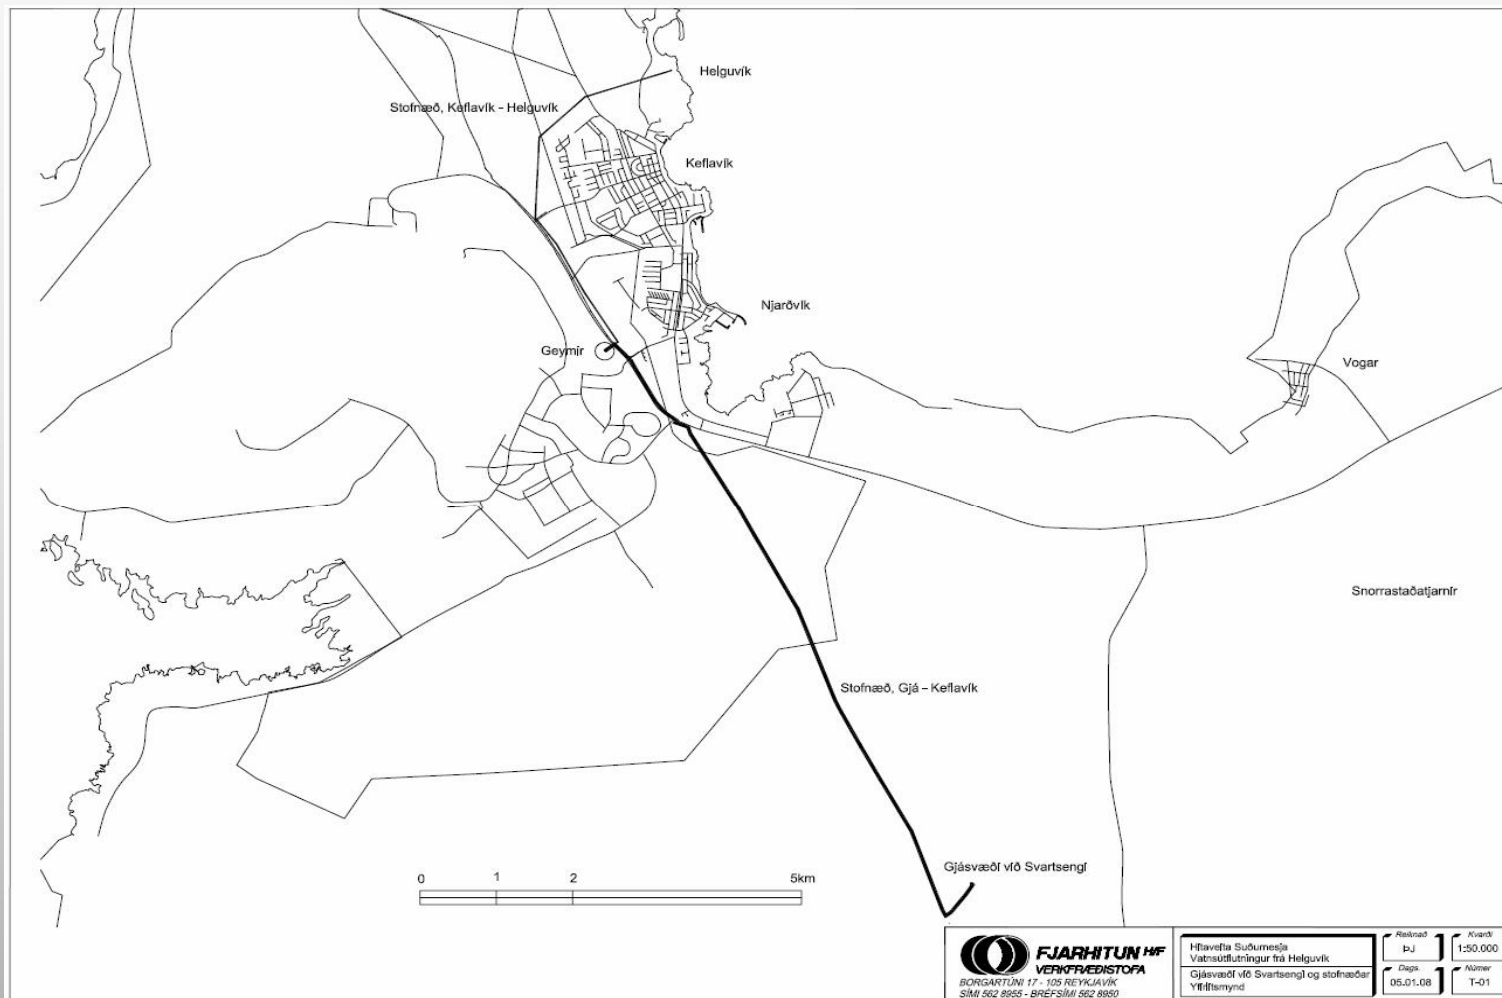 Helguvík
Stofnæð, Keflavík - Helguvík
Keflavík
Njarðvík
Geymir
Vogar
Snorrastaðatjarnir
Stofnæð, Gjá - Keflavík
Gjásvæði við Svartsengi
0 1 2 5km
FJARHITUN H/F
VERKFRÆÐISTOFA
BORGARTÚNI 17 - 105 REYKJAVÍK
SÍMI 562 8955 - BRÉFSÍMI 562 8950
Hitaveita Suðurnesja
Vatnsútflutningur frá Helguvík
Gjásvæði við Svartsengi og stofnæðar
Yfirlitsmynd
Reiknað
ÞJ
Kvarði
1:50.000
Dags.
05.01.08
Númer
T-01